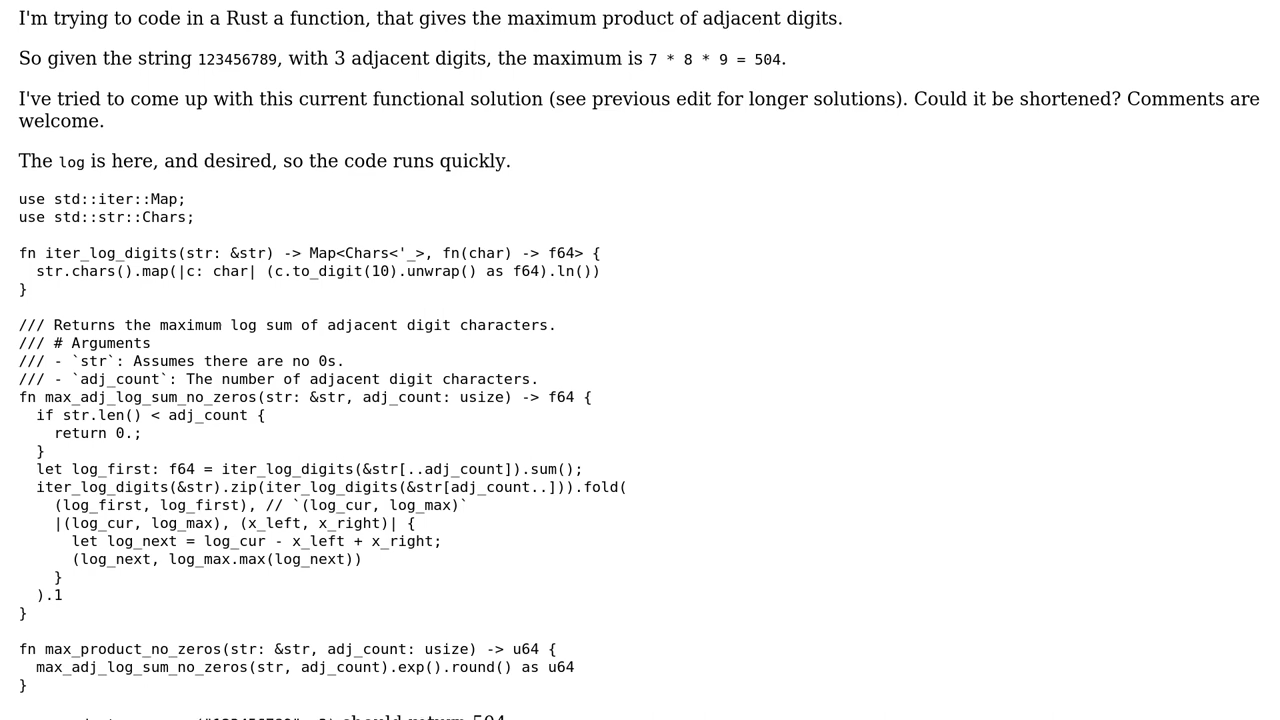 I'm trying to code in a Rust a function, that gives the maximum product of adjacent digits.
So given the string 123456789, with 3 adjacent digits, the maximum is 7 * 8 * 9 = 504.
I've tried to come up with this current functional solution (see previous edit for longer solutions). Could it be shortened? Comments are
welcome.
The log is here, and desired, so the code runs quickly.
use std::iter::Map;
use std::str::Chars;
fn iter_log_digits(str: &str) -> Map<Chars<'_>, fn(char) -> f64> {
  str.chars().map(|c: char| (c.to_digit(10).unwrap() as f64).ln())
}
/// Returns the maximum log sum of adjacent digit characters.
/// # Arguments
/// - `str`: Assumes there are no 0s.
/// - `adj_count`: The number of adjacent digit characters.
fn max_adj_log_sum_no_zeros(str: &str, adj_count: usize) -> f64 {
  if str.len() < adj_count {
    return 0.;
  }
  let log_first: f64 = iter_log_digits(&str[..adj_count]).sum();
  iter_log_digits(&str).zip(iter_log_digits(&str[adj_count..])).fold(
    (log_first, log_first), // `(log_cur, log_max)`
    |(log_cur, log_max), (x_left, x_right)| {
      let log_next = log_cur - x_left + x_right;
      (log_next, log_max.max(log_next))
    }
  ).1
}
fn max_product_no_zeros(str: &str, adj_count: usize) -> u64 {
  max_adj_log_sum_no_zeros(str, adj_count).exp().round() as u64
}
should return 504